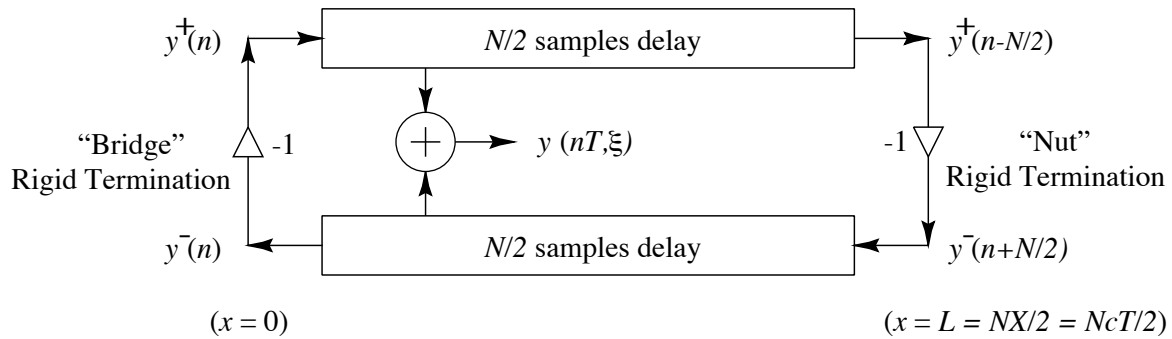 y⁺(n)
N/2 samples delay
y⁺(n-N/2)
“Bridge”
Rigid Termination
-1
+
y (nT,ξ)
-1
“Nut”
Rigid Termination
y⁻(n)
N/2 samples delay
y⁻(n+N/2)
(x = 0)
(x = L = NX/2 = NcT/2)